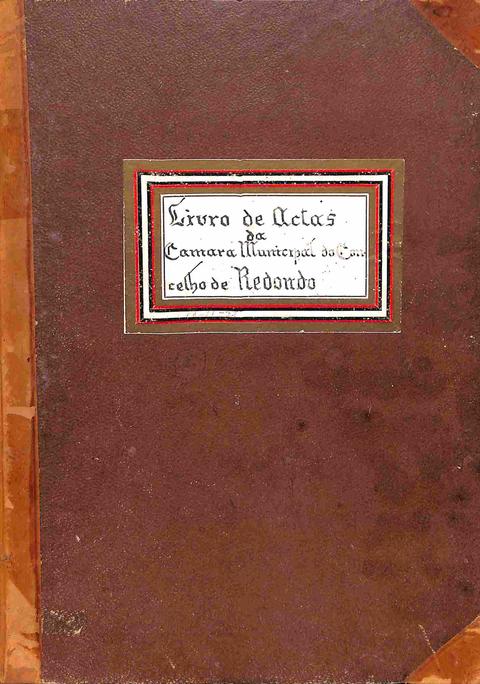 Livro de Actas
da
Camara Municipal do Con
celho de Redondo